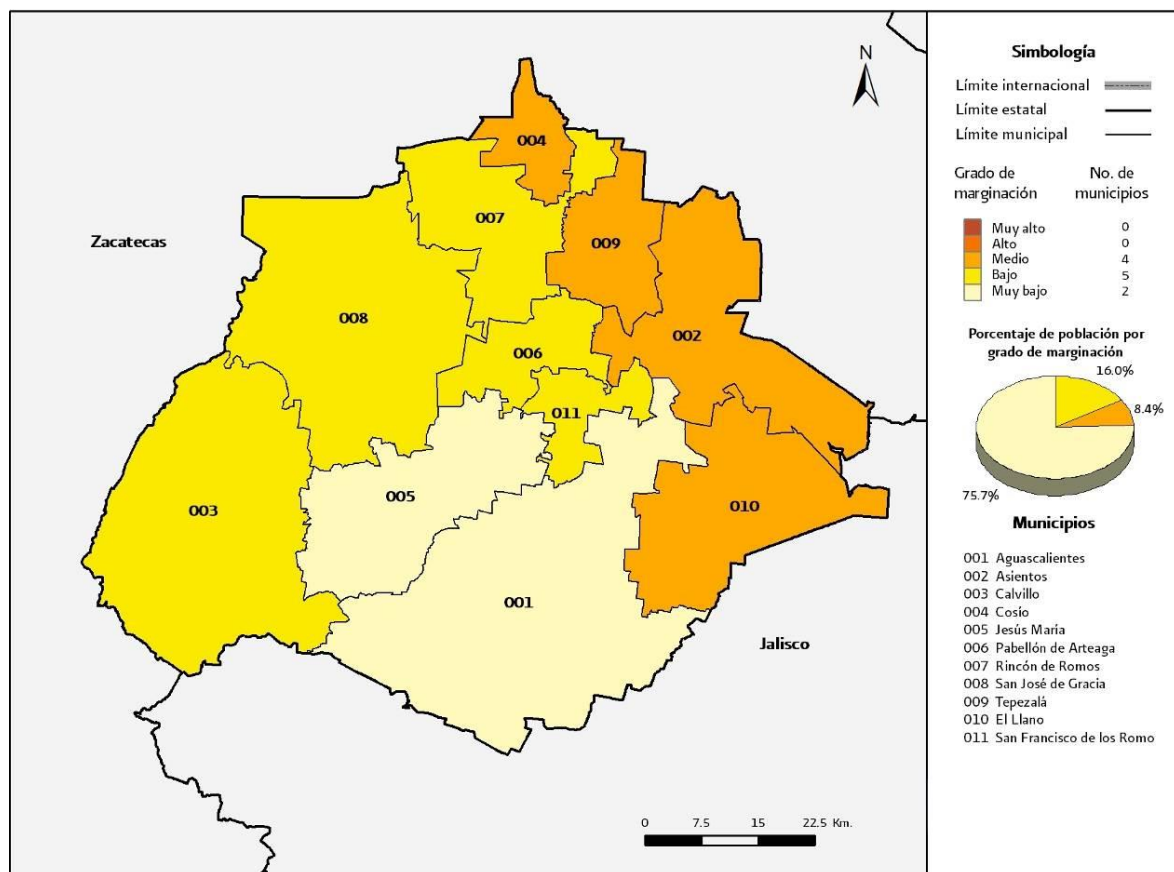 N
004
007
009
Zacatecas
008
002
006
011
005
003
010
001
Jalisco
0 7.5 15 22.5 Km.
Simbología
Límite internacional
Límite estatal
Límite municipal
Grado de marginación
No. de municipios
Muy alto 0
Alto 0
Medio 4
Bajo 5
Muy bajo 2
Porcentaje de población por
grado de marginación
16.0%
8.4%
75.7%
Municipios
001 Aguascalientes
002 Asientos
003 Calvillo
004 Cosío
005 Jesús María
006 Pabellón de Arteaga
007 Rincón de Romos
008 San José de Gracia
009 Tepezalá
010 El Llano
011 San Francisco de los Romo